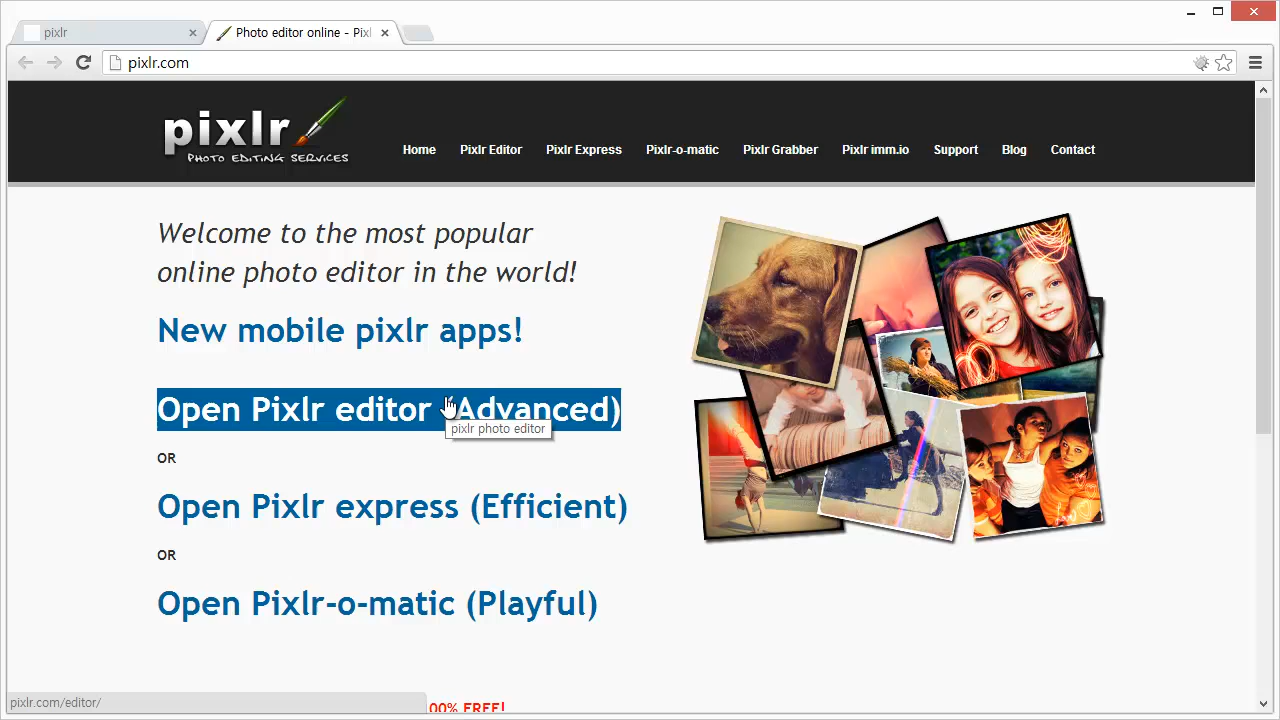 pixlr
Photo editor online - Pixl
pixlr.com
pixlr
PHOTO EDITING SERVICES
Home Pixlr Editor Pixlr Express Pixlr-o-matic Pixlr Grabber Pixlr imm.io Support Blog Contact
Welcome to the most popular
online photo editor in the world!
New mobile pixlr apps!
Open Pixlr editor (Advanced)
pixlr photo editor
OR
Open Pixlr express (Efficient)
OR
Open Pixlr-o-matic (Playful)
pixlr.com/editor/
00% FREE!